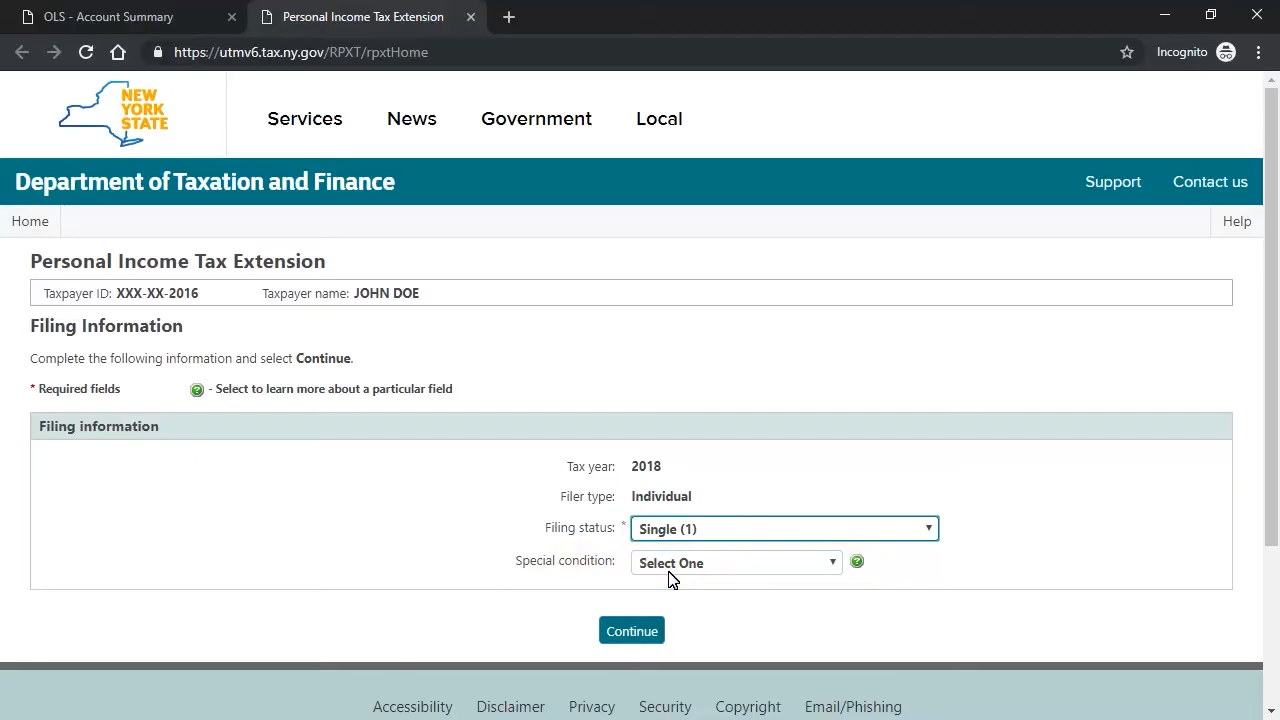 OLS - Account Summary
Personal Income Tax Extension
https://utmv6.tax.ny.gov/RPXT/rpxtHome
Incognito
NEW YORK STATE
Services News Government Local
Department of Taxation and Finance
Support Contact us
Home
Help
Personal Income Tax Extension
Taxpayer ID: XXX-XX-2016 Taxpayer name: JOHN DOE
Filing Information
Complete the following information and select Continue.
* Required fields
? - Select to learn more about a particular field
Filing information
Tax year: 2018
Filer type: Individual
Filing status: * Single (1)
Special condition: Select One ?
Continue
Accessibility Disclaimer Privacy Security Copyright Email/Phishing